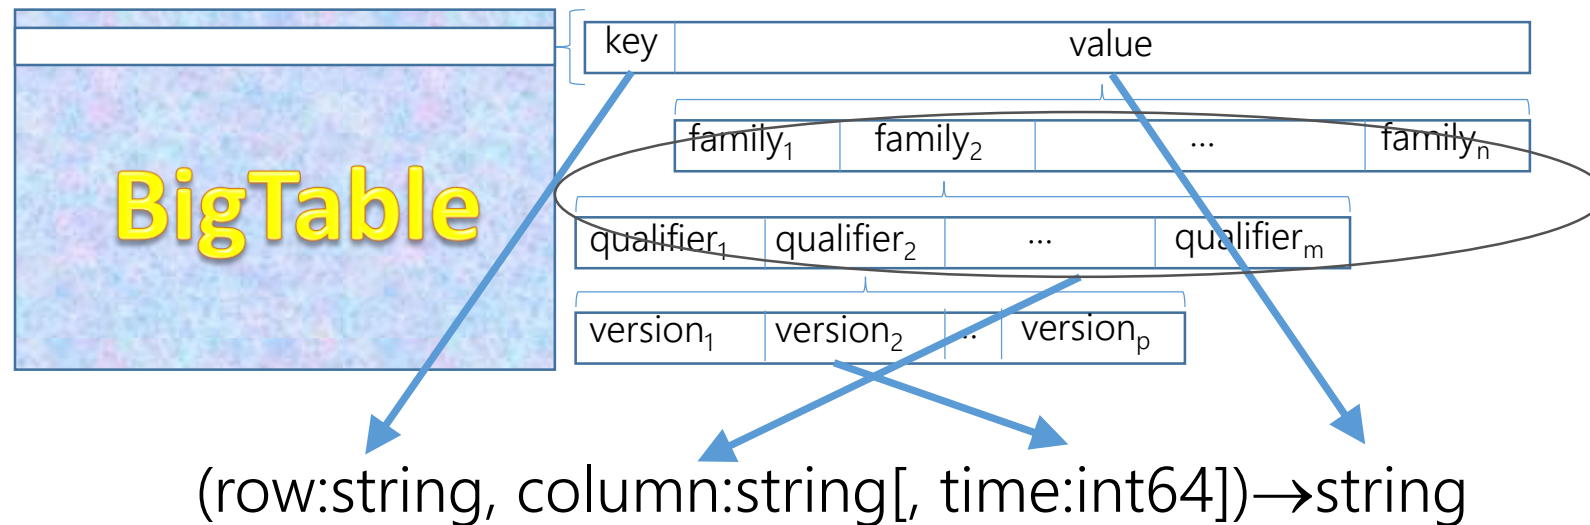 key value
family₁ family₂ ... familyₙ
BigTable
qualifier₁ qualifier₂ ... qualifierₘ
version₁ version₂ .. versionₚ
(row:string, column:string[, time:int64])→string